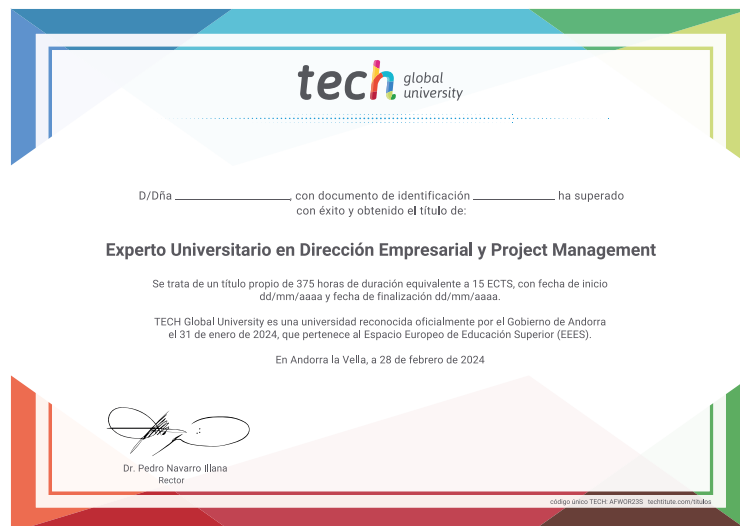 tech global university
D/Dña ____________________, con documento de identificación ______________ ha superado
con éxito y obtenido el título de:
Experto Universitario en Dirección Empresarial y Project Management
Se trata de un título propio de 375 horas de duración equivalente a 15 ECTS, con fecha de inicio
dd/mm/aaaa y fecha de finalización dd/mm/aaaa.
TECH Global University es una universidad reconocida oficialmente por el Gobierno de Andorra
el 31 de enero de 2024, que pertenece al Espacio Europeo de Educación Superior (EEES).
En Andorra la Vella, a 28 de febrero de 2024
Dr. Pedro Navarro Illana
Rector
código único TECH: AFWOR23S techtitute.com/titulos